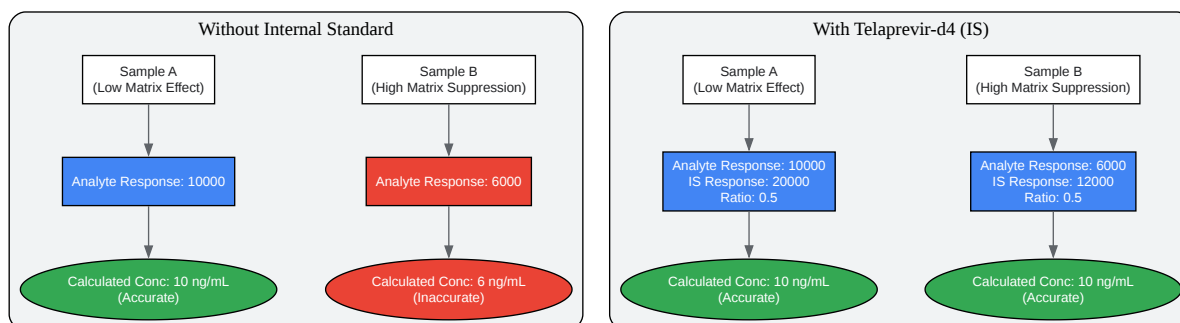 Without Internal Standard
Sample A
(Low Matrix Effect)
Analyte Response: 10000
Calculated Conc: 10 ng/mL
(Accurate)
Sample B
(High Matrix Suppression)
Analyte Response: 6000
Calculated Conc: 6 ng/mL
(Inaccurate)
With Telaprevir-d4 (IS)
Sample A
(Low Matrix Effect)
Analyte Response: 10000
IS Response: 20000
Ratio: 0.5
Calculated Conc: 10 ng/mL
(Accurate)
Sample B
(High Matrix Suppression)
Analyte Response: 6000
IS Response: 12000
Ratio: 0.5
Calculated Conc: 10 ng/mL
(Accurate)